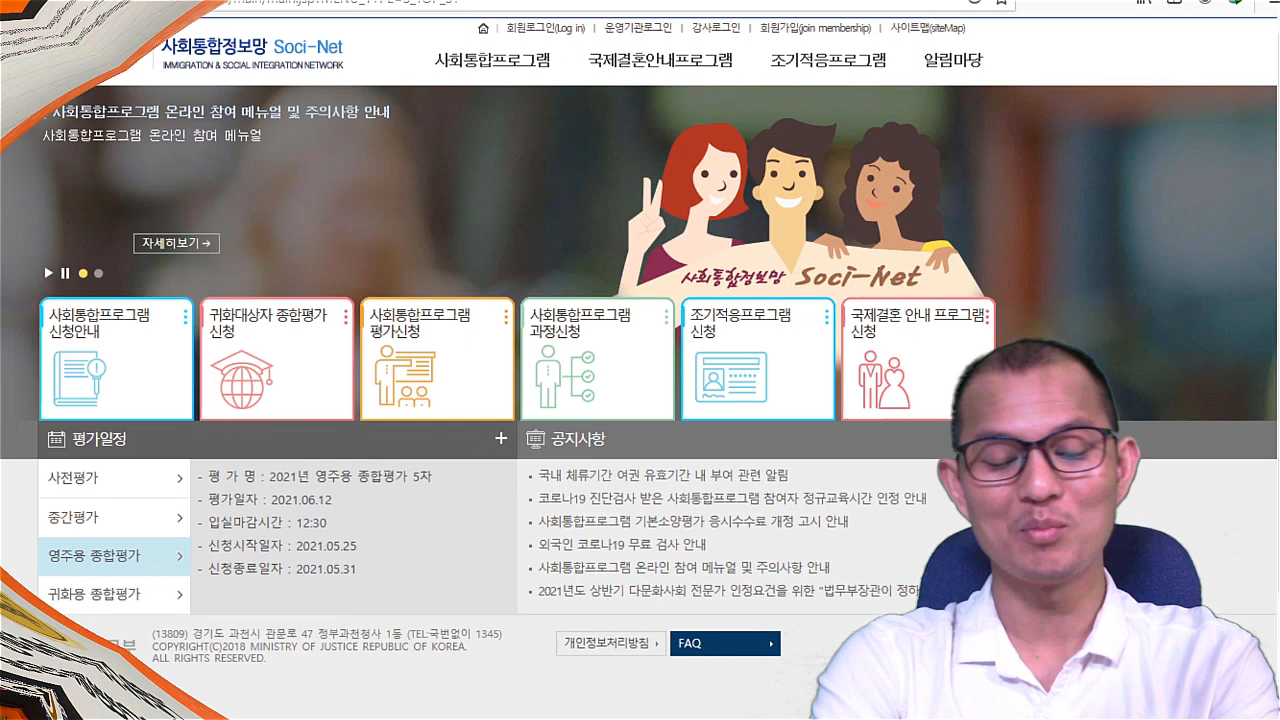 회원로그인(Log in) | 운영기관로그인 | 강사로그인 | 회원가입(join membership) | 사이트맵(siteMap)
사회통합정보망 Soci-Net
IMMIGRATION & SOCIAL INTEGRATION NETWORK
사회통합프로그램 국제결혼안내프로그램 조기적응프로그램 알림마당
사회통합프로그램 온라인 참여 메뉴얼 및 주의사항 안내
사회통합프로그램 온라인 참여 메뉴얼
자세히보기→
사회통합정보망 Soci-Net
사회통합프로그램
신청안내
귀화대상자 종합평가
신청
사회통합프로그램
평가신청
사회통합프로그램
과정신청
조기적응프로그램
신청
국제결혼 안내 프로그램
신청
평가일정 +
사전평가
중간평가
영주용 종합평가
귀화용 종합평가
- 평 가 명 : 2021년 영주용 종합평가 5차
- 평가일자 : 2021.06.12
- 입실마감시간 : 12:30
- 신청시작일자 : 2021.05.25
- 신청종료일자 : 2021.05.31
공지사항
국내 체류기간 여권 유효기간 내 부여 관련 알림
코로나19 진단검사 받은 사회통합프로그램 참여자 정규교육시간 인정 안내
사회통합프로그램 기본소양평가 응시수수료 개정 고시 안내
외국인 코로나19 무료 검사 안내
사회통합프로그램 온라인 참여 메뉴얼 및 주의사항 안내
2021년도 상반기 다문화사회 전문가 인정요건을 위한 "법무부장관이 정하
(13809) 경기도 과천시 관문로 47 정부과천청사 1동 (TEL:국번없이 1345)
COPYRIGHT(C)2018 MINISTRY OF JUSTICE REPUBLIC OF KOREA.
ALL RIGHTS RESERVED.
개인정보처리방침
FAQ